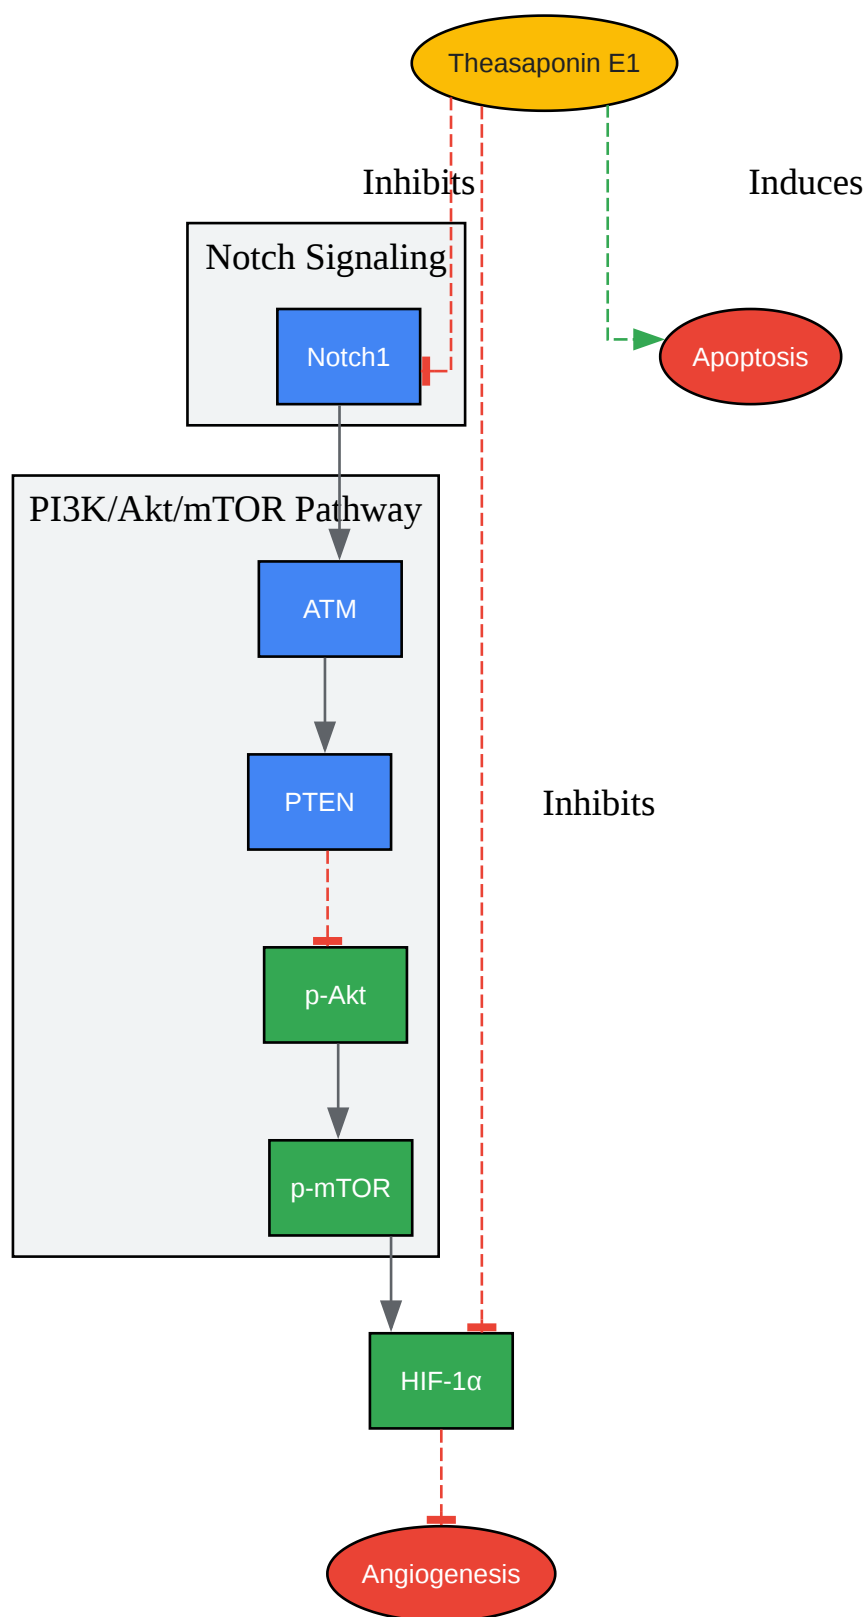 Theasaponin E1
Inhibits
Induces
Notch Signaling
Notch1
Apoptosis
PI3K/Akt/mTOR Pathway
ATM
PTEN
Inhibits
p-Akt
p-mTOR
HIF-1α
Angiogenesis